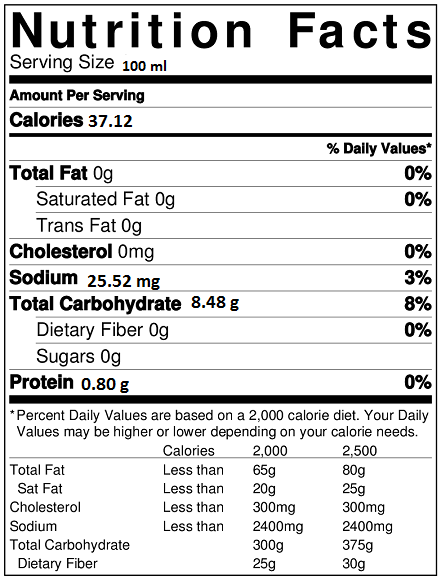 Nutrition Facts
Serving Size 100 ml
Amount Per Serving
Calories 37.12
% Daily Values*
Total Fat 0g 0%
Saturated Fat 0g 0%
Trans Fat 0g
Cholesterol 0mg 0%
Sodium 25.52 mg 3%
Total Carbohydrate 8.48 g 8%
Dietary Fiber 0g 0%
Sugars 0g
Protein 0.80 g 0%
*Percent Daily Values are based on a 2,000 calorie diet. Your Daily
Values may be higher or lower depending on your calorie needs.
Calories 2,000 2,500
Total Fat Less than 65g 80g
Sat Fat Less than 20g 25g
Cholesterol Less than 300mg 300mg
Sodium Less than 2400mg 2400mg
Total Carbohydrate 300g 375g
Dietary Fiber 25g 30g